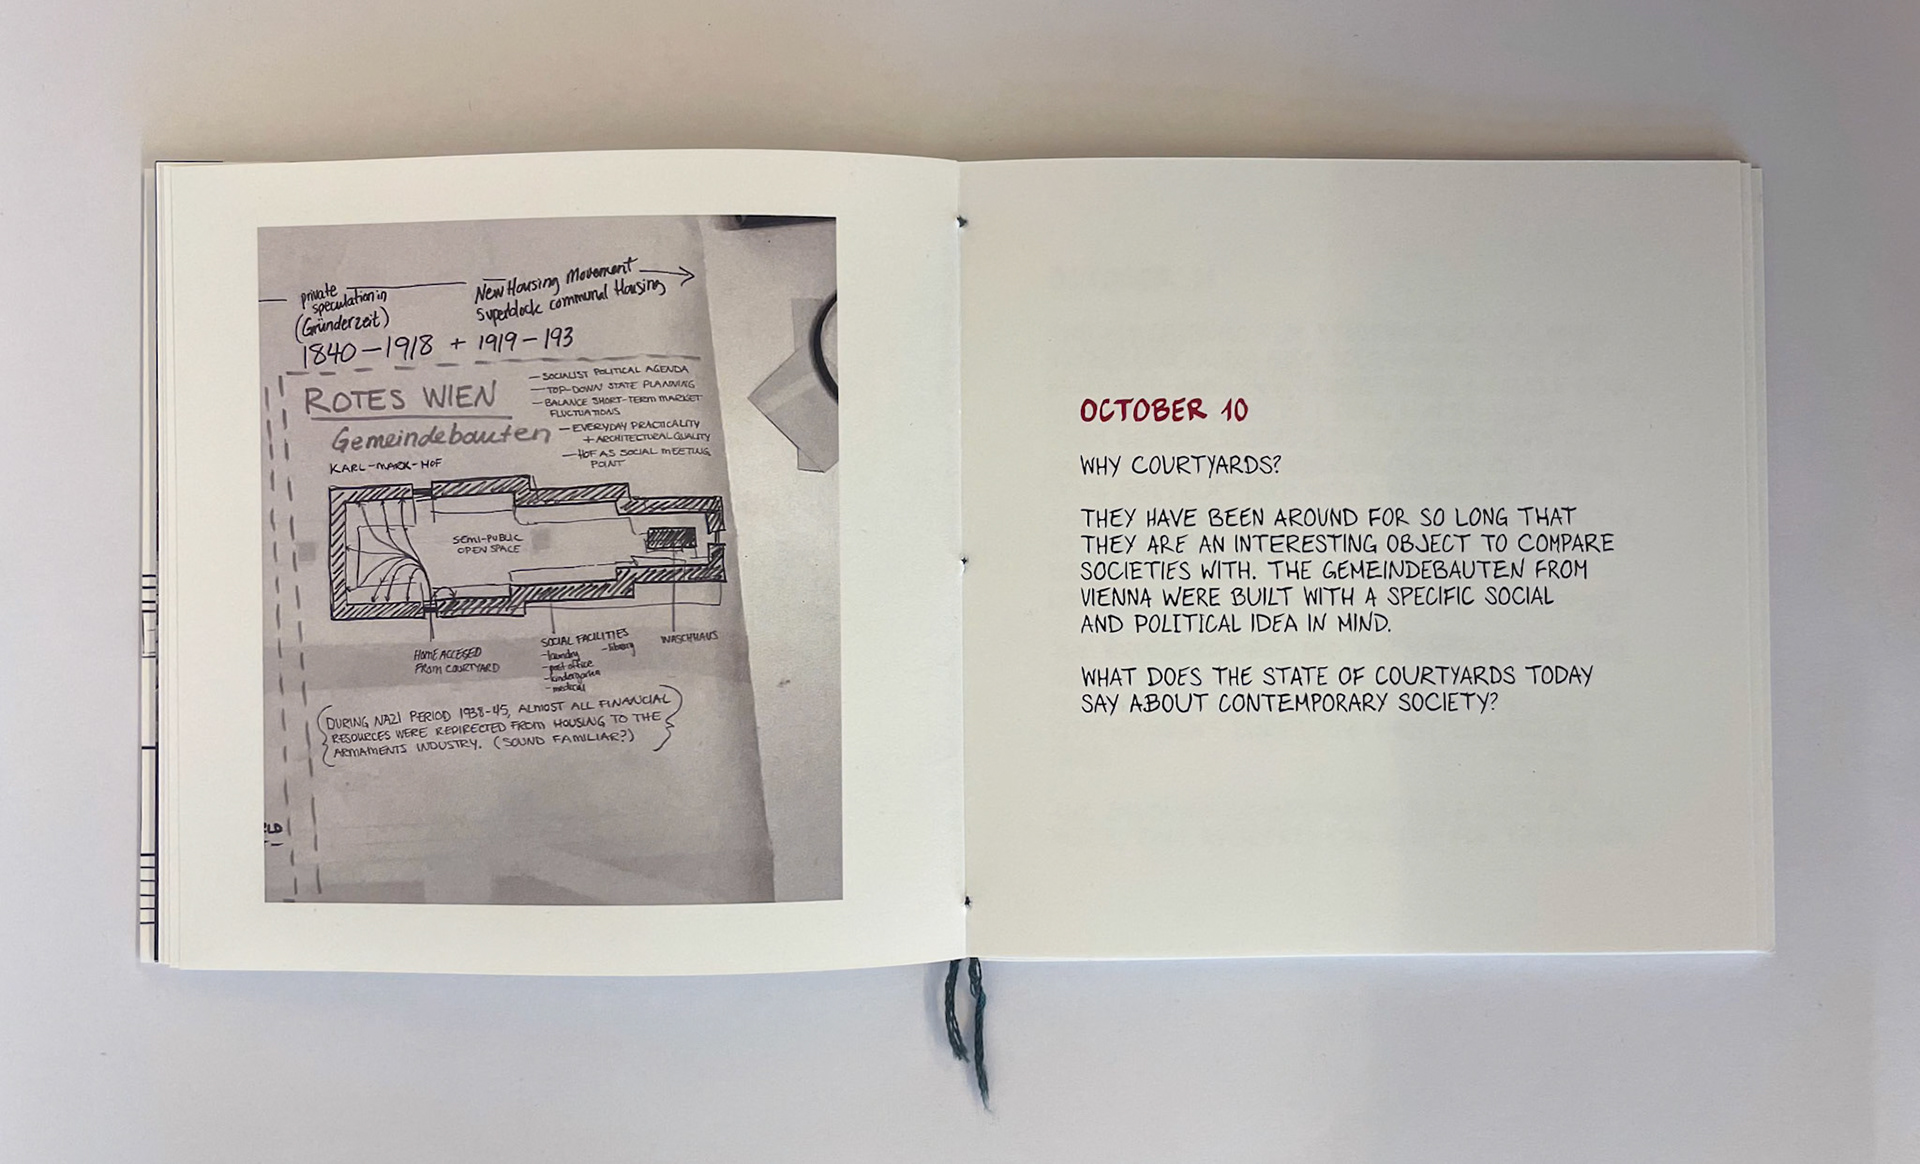 private
speculation in
(Gründerzeit)
1840–1918 + 1919–193
New Housing Movement
Superblock communal Housing
ROTES WIEN
Gemeindebauten
— SOCIALIST POLITICAL AGENDA
— TOP-DOWN STATE PLANNING
— BALANCE SHORT-TERM MARKET
FLUCTUATIONS
— EVERYDAY PRACTICALITY
+ ARCHITECTURAL QUALITY
— HOF AS SOCIAL MEETING
POINT
KARL-MARX-HOF
SEMI-PUBLIC
OPEN SPACE
HOME ACCESED
FROM COURTYARD
SOCIAL FACILITIES
- laundry - library
- post office
- kindergarten
- medical
WASCHHAUS
DURING NAZI PERIOD 1938-45, ALMOST ALL FINANCIAL
RESOURCES WERE REDIRECTED FROM HOUSING TO THE
ARMAMENTS INDUSTRY. (SOUND FAMILIAR?)
OCTOBER 10
WHY COURTYARDS?
THEY HAVE BEEN AROUND FOR SO LONG THAT
THEY ARE AN INTERESTING OBJECT TO COMPARE
SOCIETIES WITH. THE GEMEINDEBAUTEN FROM
VIENNA WERE BUILT WITH A SPECIFIC SOCIAL
AND POLITICAL IDEA IN MIND.
WHAT DOES THE STATE OF COURTYARDS TODAY
SAY ABOUT CONTEMPORARY SOCIETY?